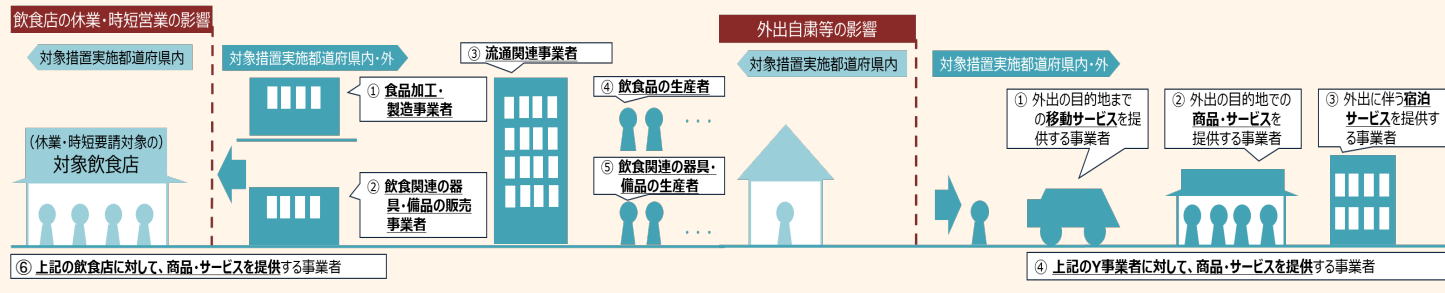 飲食店の休業・時短営業の影響
対象措置実施都道府県内
対象措置実施都道府県内・外
(休業・時短要請対象の)
対象飲食店
① 食品加工・
製造事業者
② 飲食関連の器
具・備品の販売
事業者
③ 流通関連事業者
④ 飲食品の生産者
・・・
⑤ 飲食関連の器具・
備品の生産者
・・・
⑥ 上記の飲食店に対して、商品・サービスを提供する事業者
外出自粛等の影響
対象措置実施都道府県内
対象措置実施都道府県内・外
① 外出の目的地まで
の移動サービスを提
供する事業者
② 外出の目的地での
商品・サービスを
提供する事業者
③ 外出に伴う宿泊
サービスを提供す
る事業者
④ 上記のY事業者に対して、商品・サービスを提供する事業者